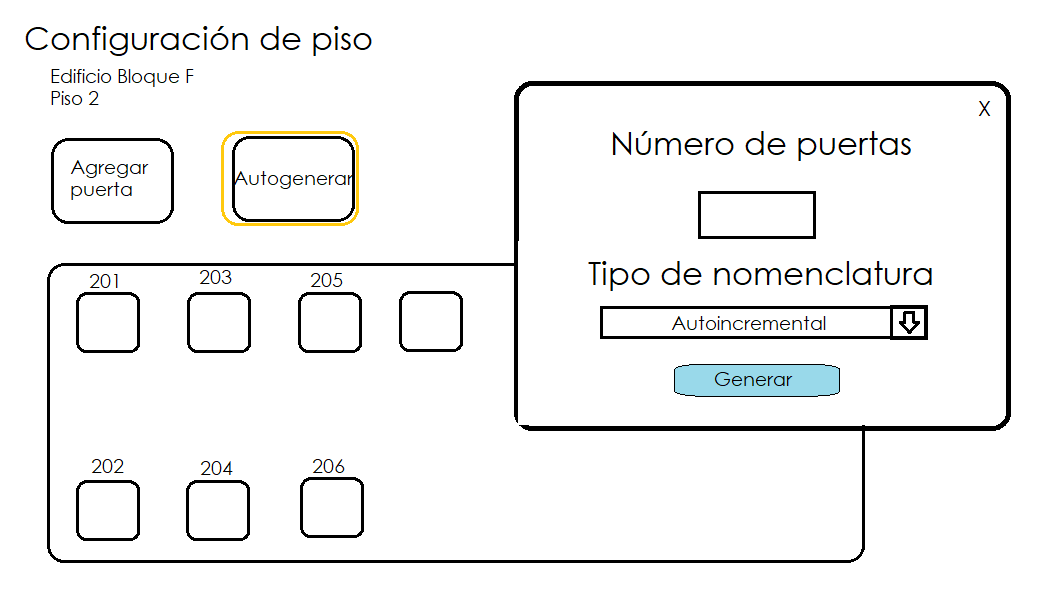 Configuración de piso
Edificio Bloque F
Piso 2
Agregar
puerta
Autogenerar
X
Número de puertas
Tipo de nomenclatura
Autoincremental
Generar
201 203 205
202 204 206